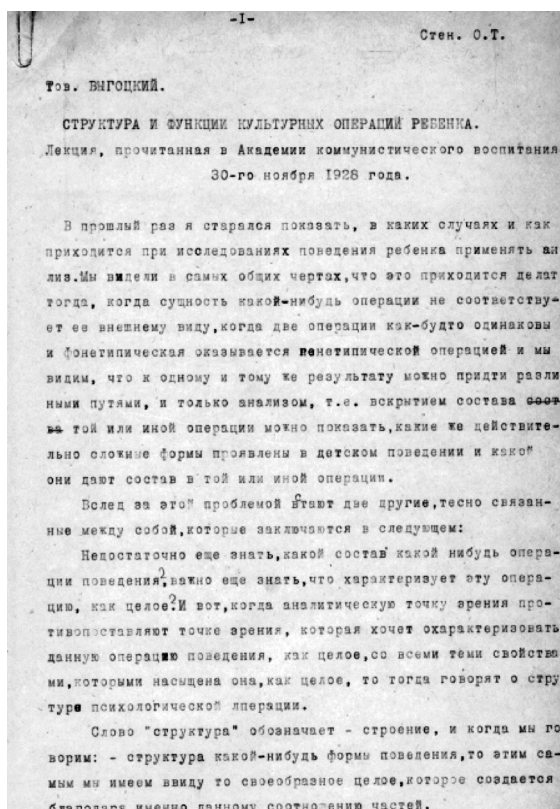 -I-
Стен. О.Т.
Тов. ВЫГОЦКИЙ.
СТРУКТУРА И ФУНКЦИИ КУЛЬТУРНЫХ ОПЕРАЦИЙ РЕБЕНКА.
Лекция, прочитанная в Академии коммунистического воспитания
30-го ноября 1928 года.
В прошлый раз я старался показать, в каких случаях и как
приходится при исследованиях поведения ребенка применять ан
лиз.Мы видели в самых общих чертах,что это приходится делат
тогда, когда сущность какой-нибудь операции не соответству-
ет ее внешнему виду,когда две операции как-будто одинаковы
и фонетипическая оказывается генетипической операцией и мы
видим, что к одному и тому же результату можно придти разли
ными путями, и только анализом, т.е. вскрытием состава соот
ва той или иной операции можно показать,какие же действите-
льно сложные формы проявлены в детском поведении и какой
они дают состав в той или иной операции.
Вслед за этой проблемой встают две другие,тесно связан-
ные между собой,которые заключаются в следующем:
Недостаточно еще знать,какой состав какой нибудь опера-
ции поведения?,важно еще знать,что характеризует эту опера-
цию, как целое?И вот,когда аналитическую точку зрения про-
тивопоставляют точке зрения, которая хочет охарактеризовать
данную операцию поведения, как целое,со всеми теми свойства
ми,которыми насыщена она,как целое, то тогда говорят о стру
туре психологической лперации.
Слово "структура" обозначает - строение, и когда мы го
ворим: - структура какой-нибудь формы поведения,то этим са-
мым мы имеем ввиду то своеобразное целое,которое создается
благодаря именно данному соотношению частей.